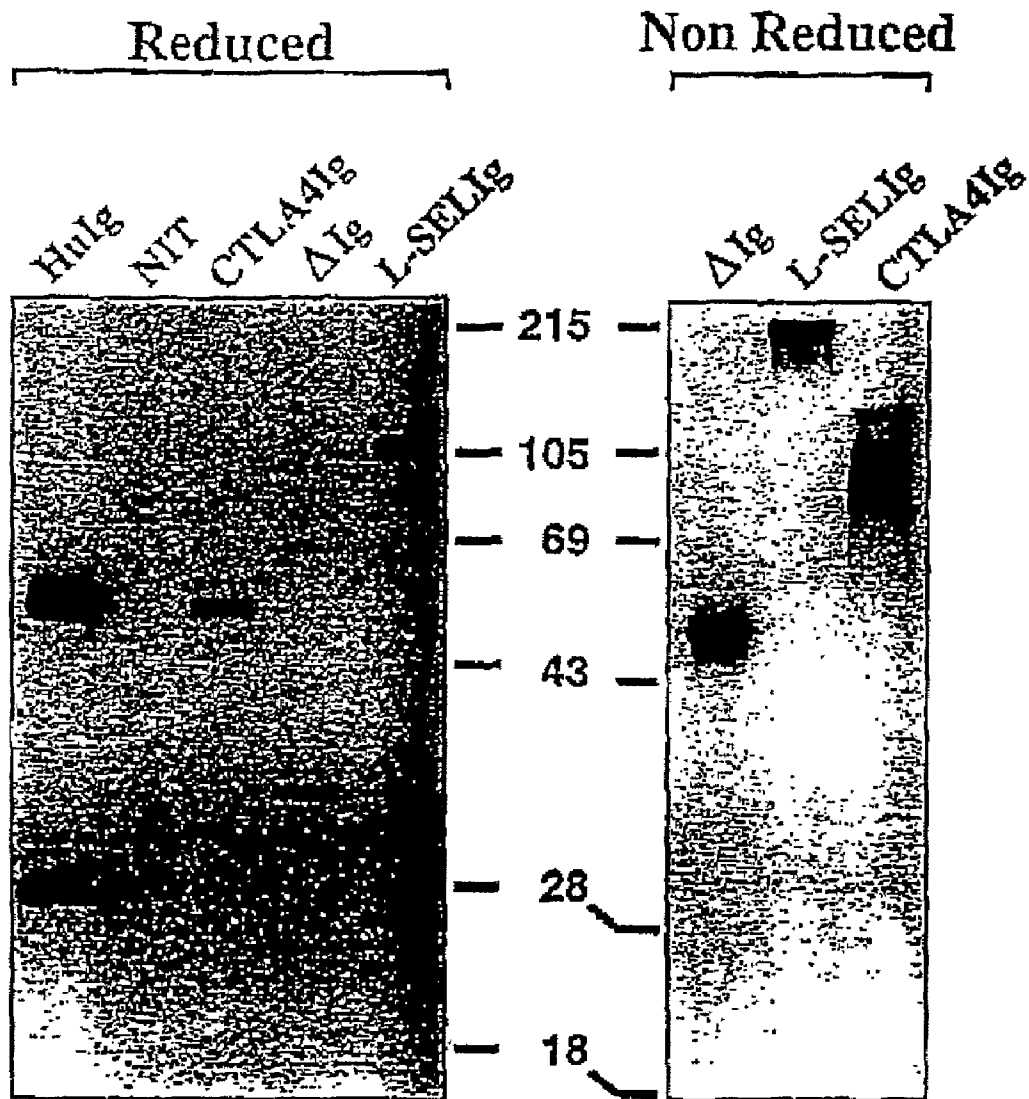 Reduced
Non Reduced
HuIg
NIT
CTLA4Ig
ΔIg
L-SELIg
ΔIg
L-SELIg
CTLA4Ig
215
105
69
43
28
18